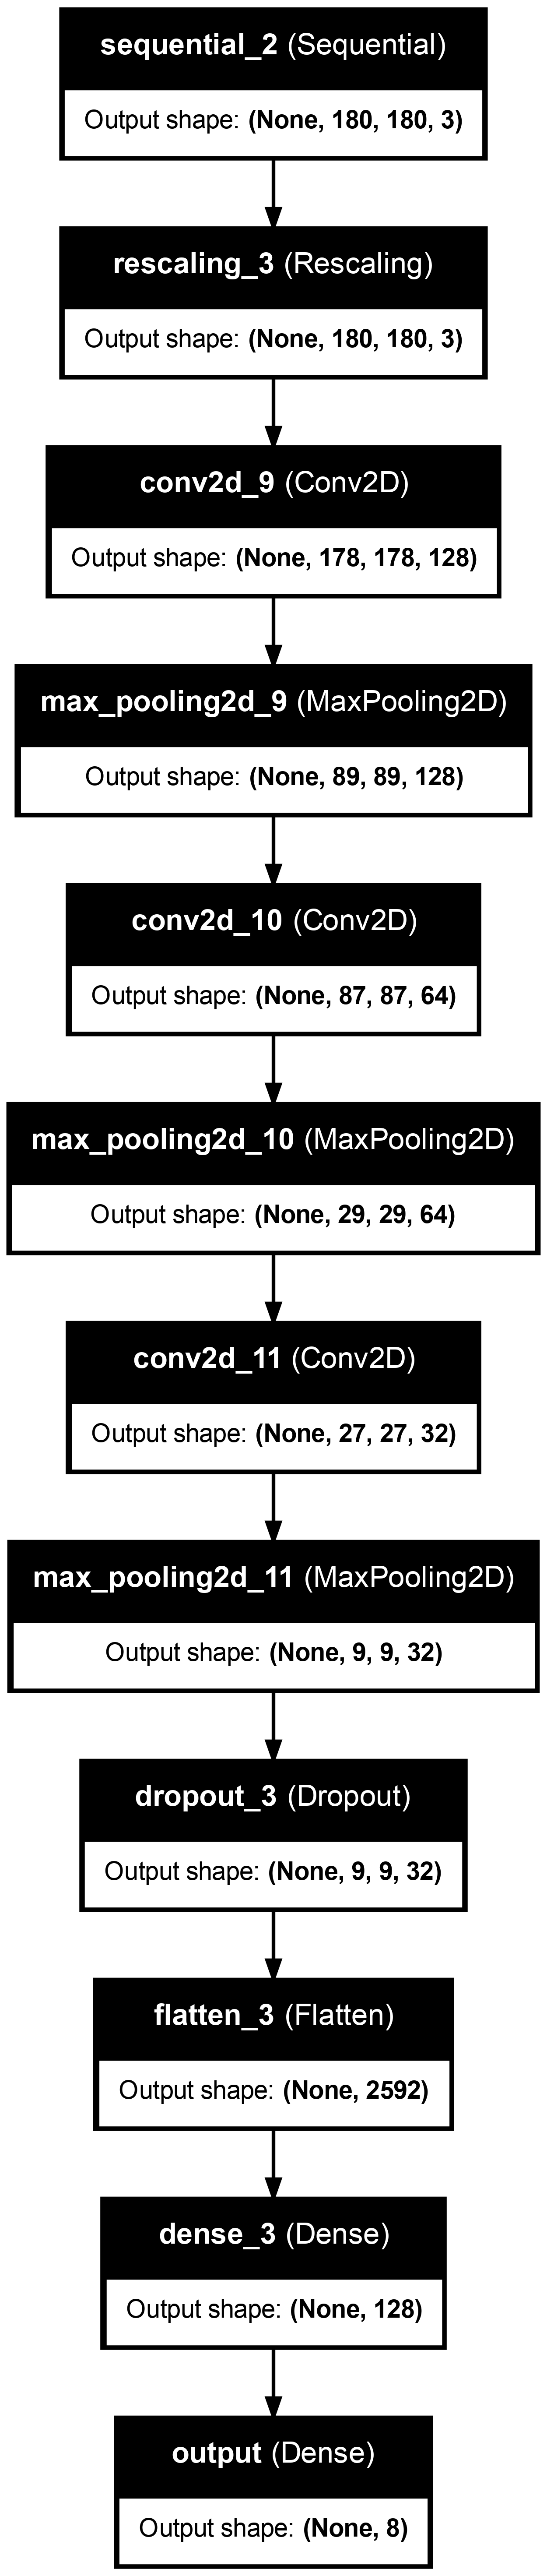 sequential_2 (Sequential)
Output shape: (None, 180, 180, 3)
rescaling_3 (Rescaling)
Output shape: (None, 180, 180, 3)
conv2d_9 (Conv2D)
Output shape: (None, 178, 178, 128)
max_pooling2d_9 (MaxPooling2D)
Output shape: (None, 89, 89, 128)
conv2d_10 (Conv2D)
Output shape: (None, 87, 87, 64)
max_pooling2d_10 (MaxPooling2D)
Output shape: (None, 29, 29, 64)
conv2d_11 (Conv2D)
Output shape: (None, 27, 27, 32)
max_pooling2d_11 (MaxPooling2D)
Output shape: (None, 9, 9, 32)
dropout_3 (Dropout)
Output shape: (None, 9, 9, 32)
flatten_3 (Flatten)
Output shape: (None, 2592)
dense_3 (Dense)
Output shape: (None, 128)
output (Dense)
Output shape: (None, 8)